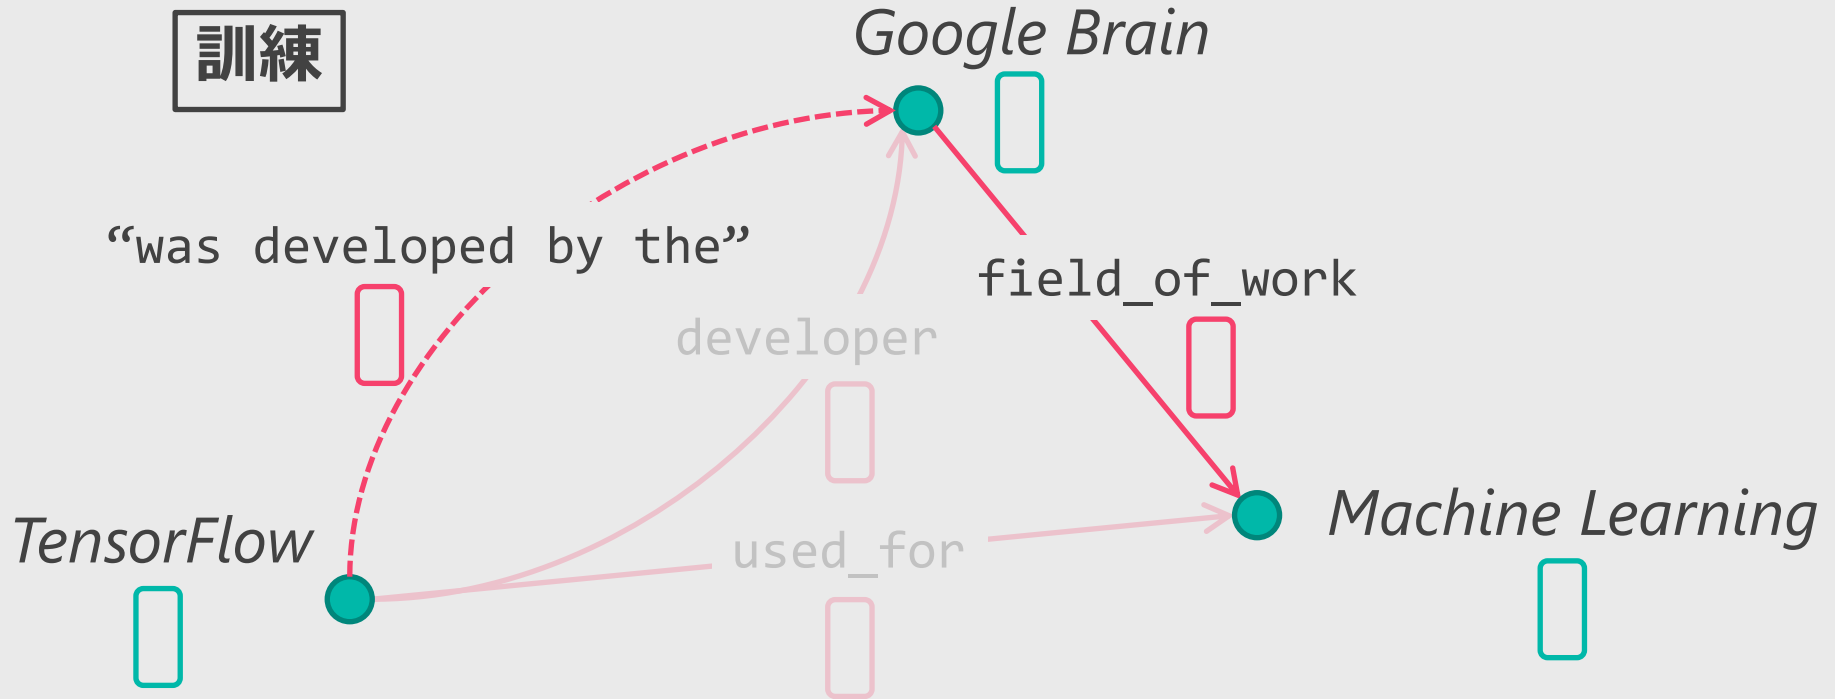 訓練
Google Brain
“was developed by the”
field_of_work
developer
Machine Learning
TensorFlow
used_for